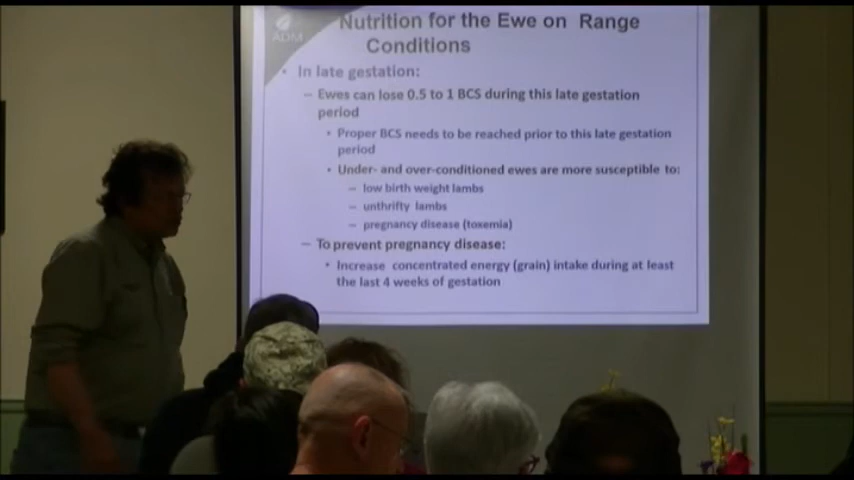 ADM
Nutrition for the Ewe on Range
Conditions
• In late gestation:
– Ewes can lose 0.5 to 1 BCS during this late gestation
period
• Proper BCS needs to be reached prior to this late gestation
period
• Under- and over-conditioned ewes are more susceptible to:
– low birth weight lambs
– unthrifty lambs
– pregnancy disease (toxemia)
– To prevent pregnancy disease:
• Increase concentrated energy (grain) intake during at least
the last 4 weeks of gestation